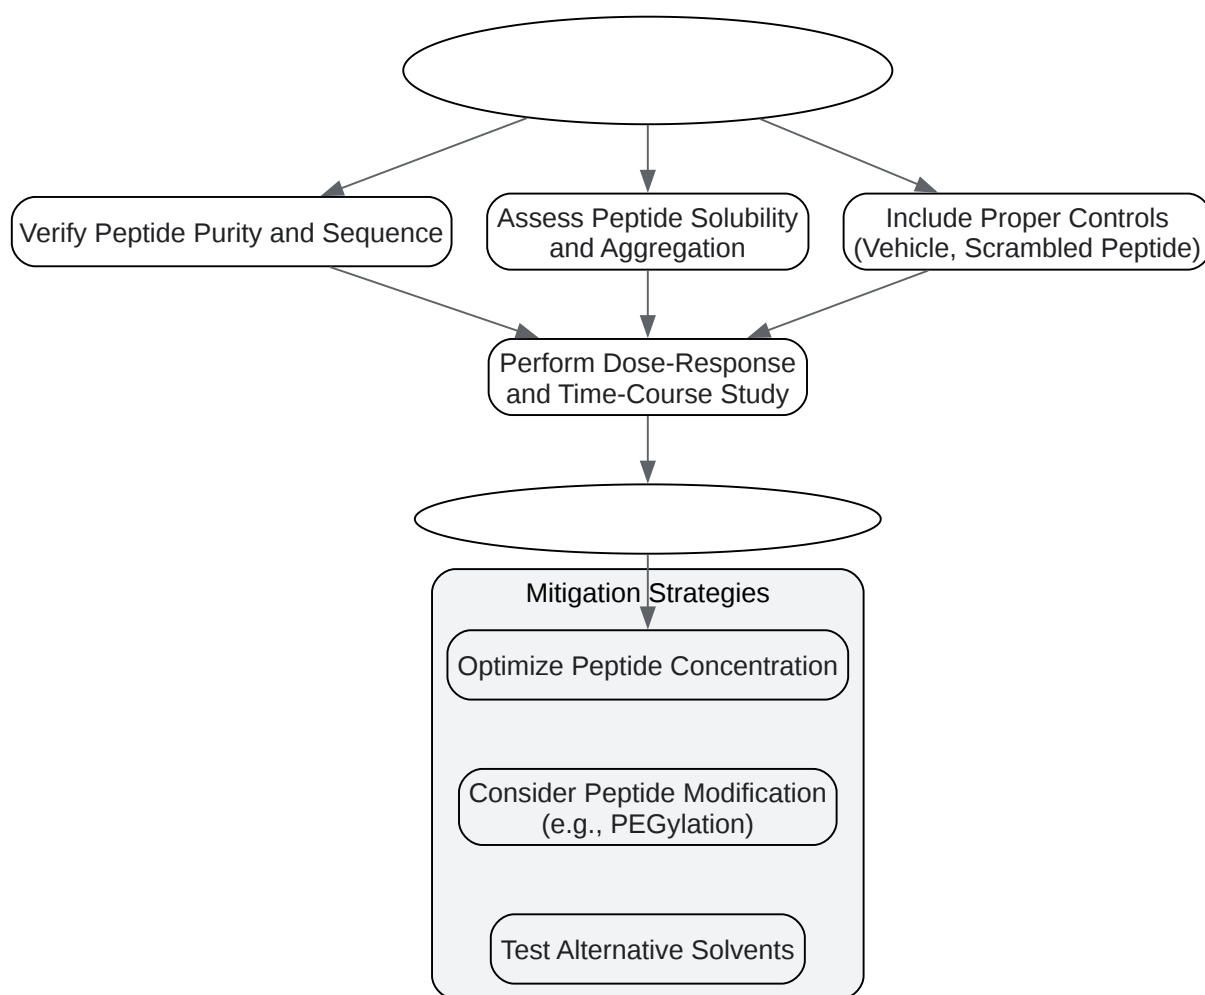 Verify Peptide Purity and Sequence
Assess Peptide Solubility
and Aggregation
Include Proper Controls
(Vehicle, Scrambled Peptide)
Perform Dose-Response
and Time-Course Study
Mitigation Strategies
Optimize Peptide Concentration
Consider Peptide Modification
(e.g., PEGylation)
Test Alternative Solvents